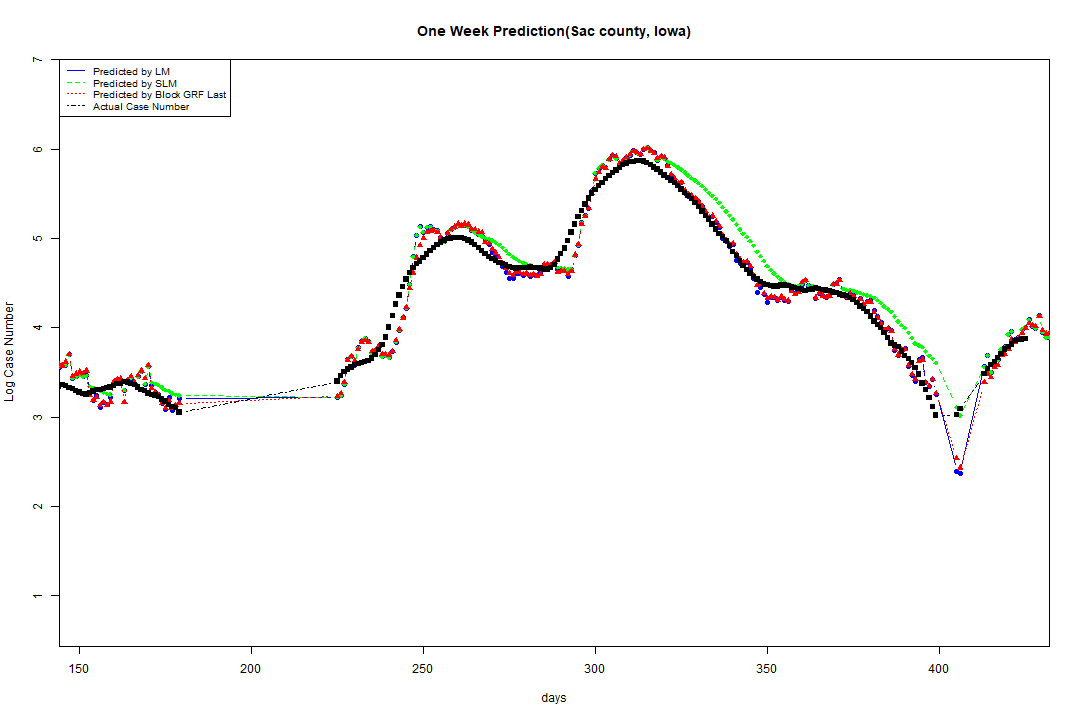 One Week Prediction(Sac county, Iowa)
Predicted by LM
Predicted by SLM
Predicted by Block GRF Last
Actual Case Number
7
6
5
4
3
2
1
Log Case Number
150 200 250 300 350 400
days